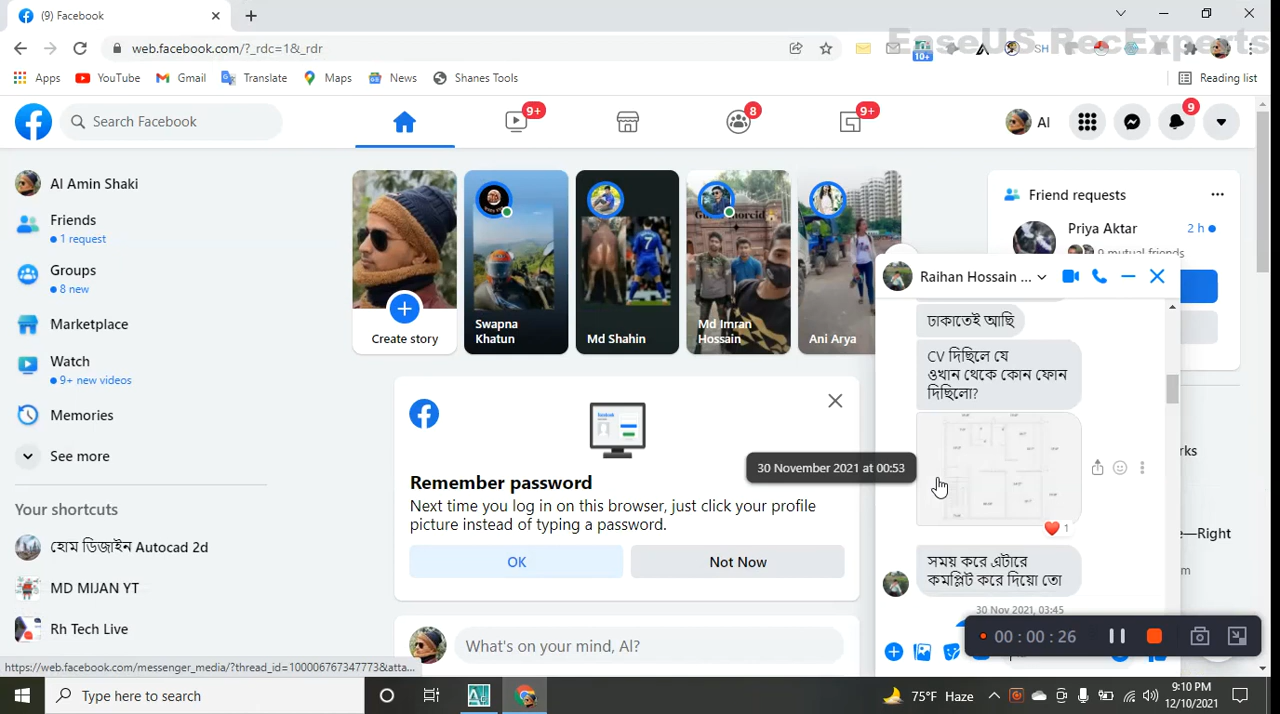 (9) Facebook
EaseUS RecExperts
web.facebook.com/?_rdc=1&_rdr
10+
SH
Apps
YouTube
Gmail
Translate
Maps
News
Shanes Tools
Reading list
Search Facebook
9+
8
9+
Al
9
Al Amin Shaki
Friends
1 request
Groups
8 new
Marketplace
Watch
9+ new videos
Memories
See more
Your shortcuts
হোম ডিজাইন Autocad 2d
MD MIJAN YT
Rh Tech Live
Create story
Swapna
Khatun
7
Md Shahin
Md Imran
Hossain
Ani Arya
Remember password
Next time you log in on this browser, just click your profile
picture instead of typing a password.
OK
Not Now
What's on your mind, Al?
Friend requests
Priya Aktar
2 h
9 mutual friends
Raihan Hossain ...
ঢাকাতেই আছি
CV দিছিলে যে
ওখান থেকে কোন ফোন
দিছিলো?
30 November 2021 at 00:53
1
সময় করে এটারে
কমপ্লিট করে দিয়ো তো
30 Nov 2021, 03:45
00 : 00 : 26
https://web.facebook.com/messenger_media/?thread_id=100006767347773&atta...
Type here to search
75°F Haze
9:10 PM
12/10/2021